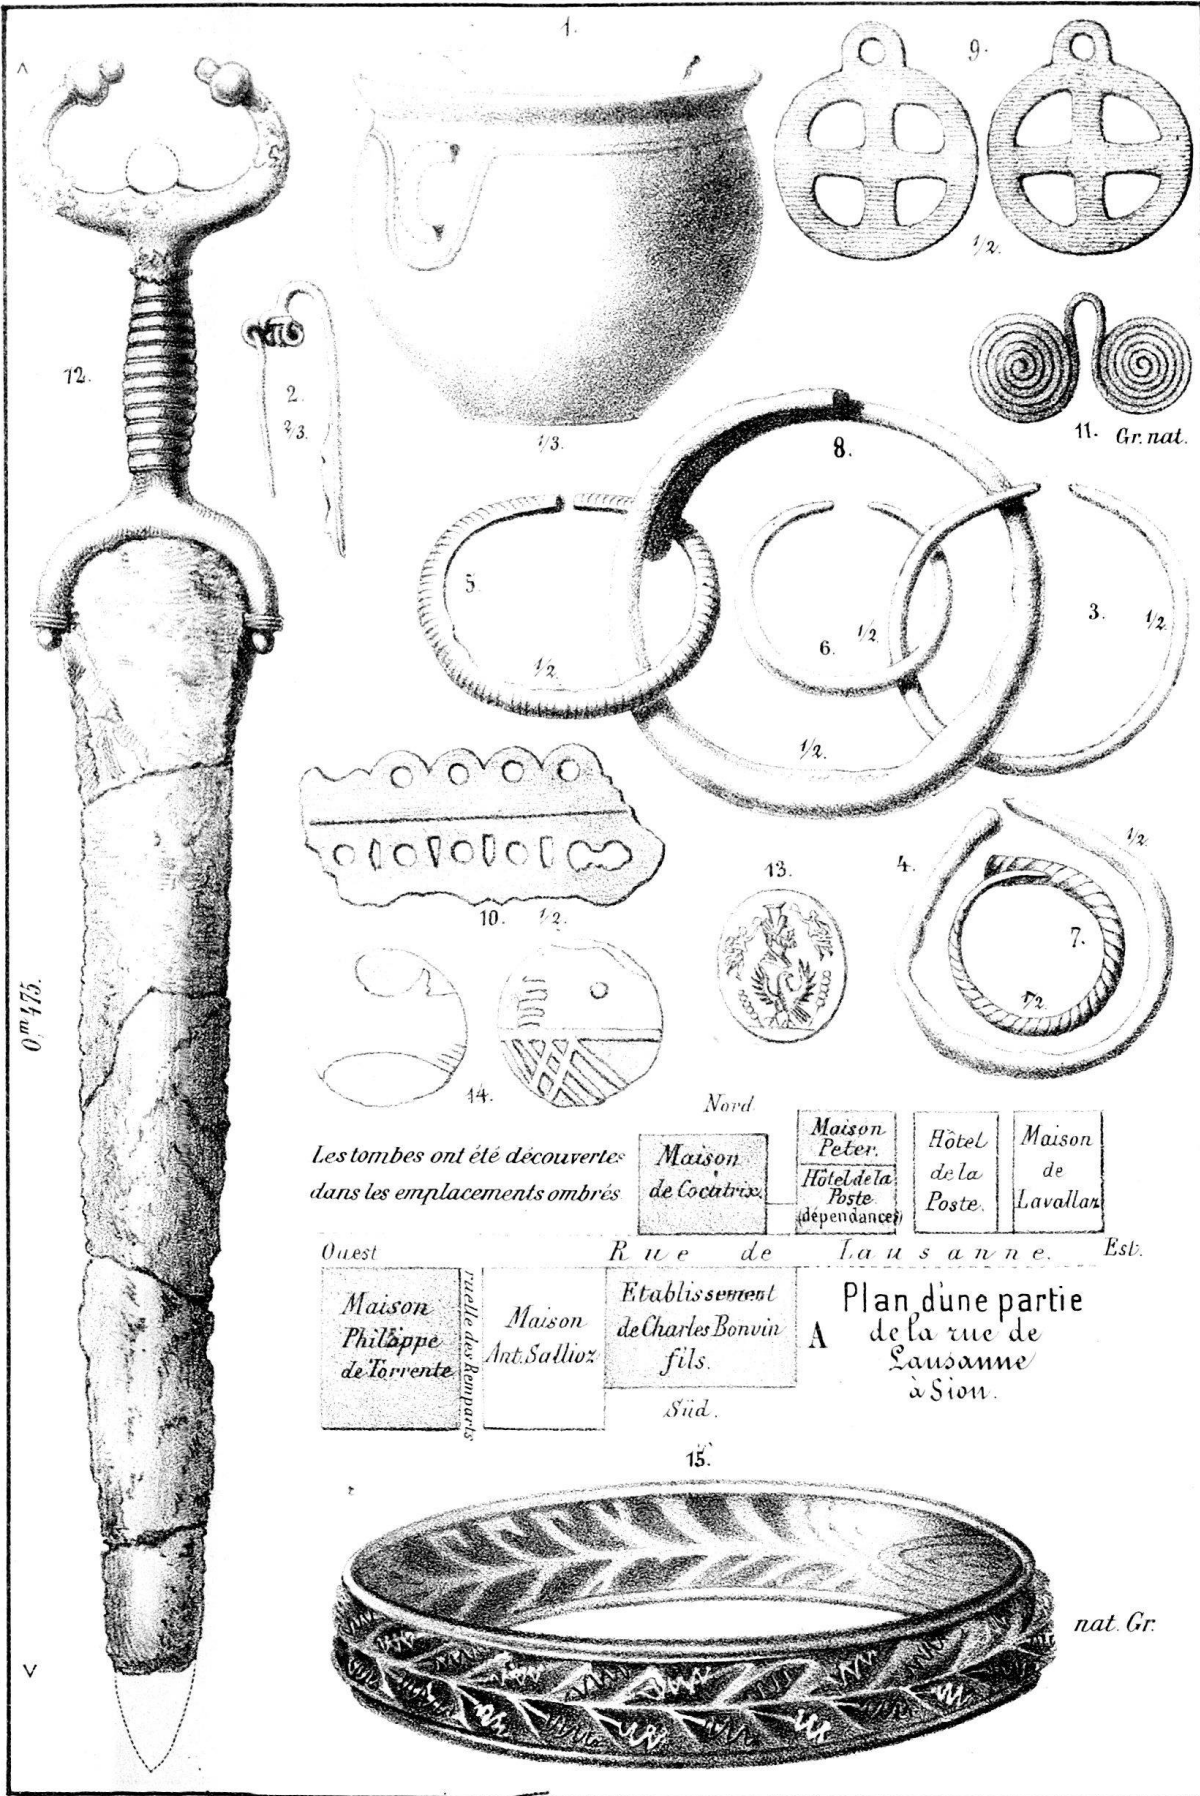 1.
9.
1/2.
12.
2.
2/3.
1/3.
11. Gr. nat.
8.
5.
1/2.
6.
1/2
3.
1/2
1/2.
10. 1/2.
13.
4.
1/2.
7.
1/2.
0,m 475.
14.
Nord
Les tombes ont été découvertes
dans les emplacements ombrés
Maison
de Cocatrix.
Maison
Peter.
Hôtel de la
Poste
(dépendances)
Hôtel
de la
Poste.
Maison
de
Lavallaz
Ouest
Rue de Lausanne.
Est.
Maison
Philippe
de Torrente
ruelle des Remparts
Maison
Ant. Sallioz
Etablissement
de Charles Bonvin
fils.
Süd.
A
Plan d'une partie
de la rue de
Lausanne
à Sion.
15.
nat. Gr.